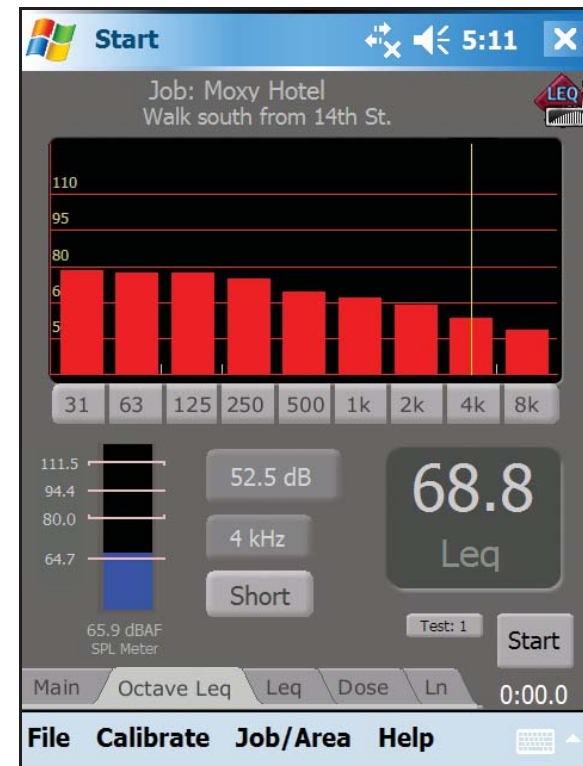 Start 5:11
Job: Moxy Hotel
Walk south from 14th St.
LEQ
110
95
80
6
5
31 63 125 250 500 1k 2k 4k 8k
111.5
94.4
80.0
64.7
52.5 dB
4 kHz
Short
68.8
Leq
65.9 dBAF
SPL Meter
Test: 1
Start
Main Octave Leq Leq Dose Ln 0:00.0
File Calibrate Job/Area Help